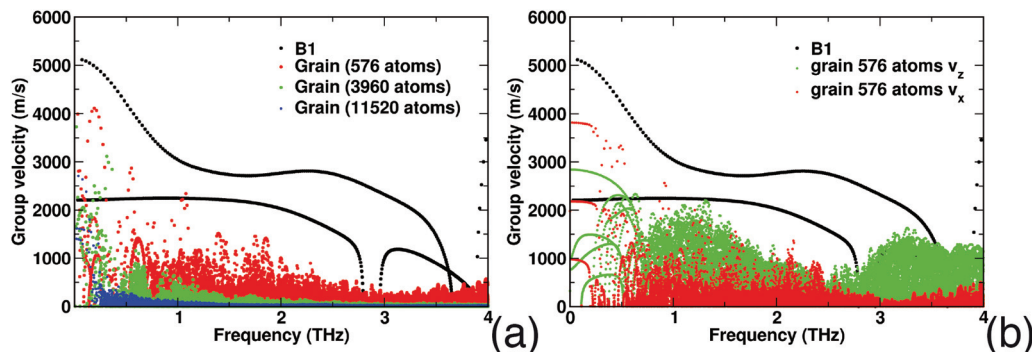 6000
5000
4000
3000
2000
1000
0
Group velocity (m/s)
B1
Grain (576 atoms)
Grain (3960 atoms)
Grain (11520 atoms)
1 2 3 4
Frequency (THz)
(a)
6000
5000
4000
3000
2000
1000
0
Group velocity (m/s)
B1
grain 576 atoms vz
grain 576 atoms vx
0 1 2 3 4
Frequency (THz)
(b)